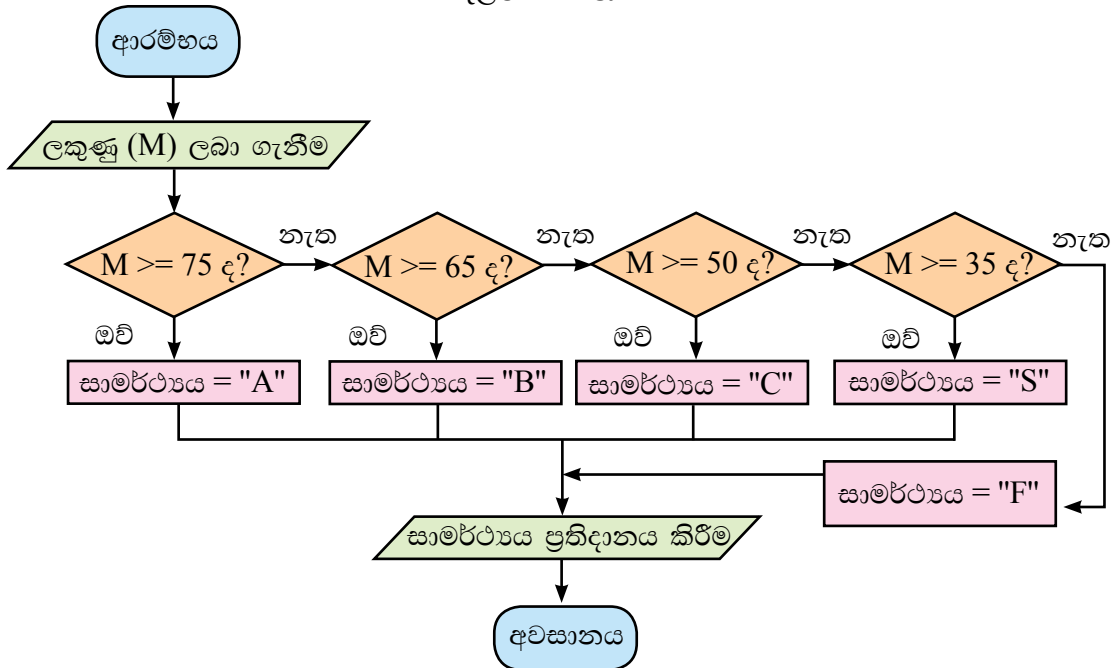 ආරම්භය
ලකුණු (M) ලබා ගැනීම
නැත
නැත
නැත
නැත
M >= 75 ද?
M >= 65 ද?
M >= 50 ද?
M >= 35 ද?
ඔව්
ඔව්
ඔව්
ඔව්
සාමර්ථ්‍යය = "A"
සාමර්ථ්‍යය = "B"
සාමර්ථ්‍යය = "C"
සාමර්ථ්‍යය = "S"
සාමර්ථ්‍යය = "F"
සාමර්ථ්‍යය ප්‍රතිදානය කිරීම
අවසානය